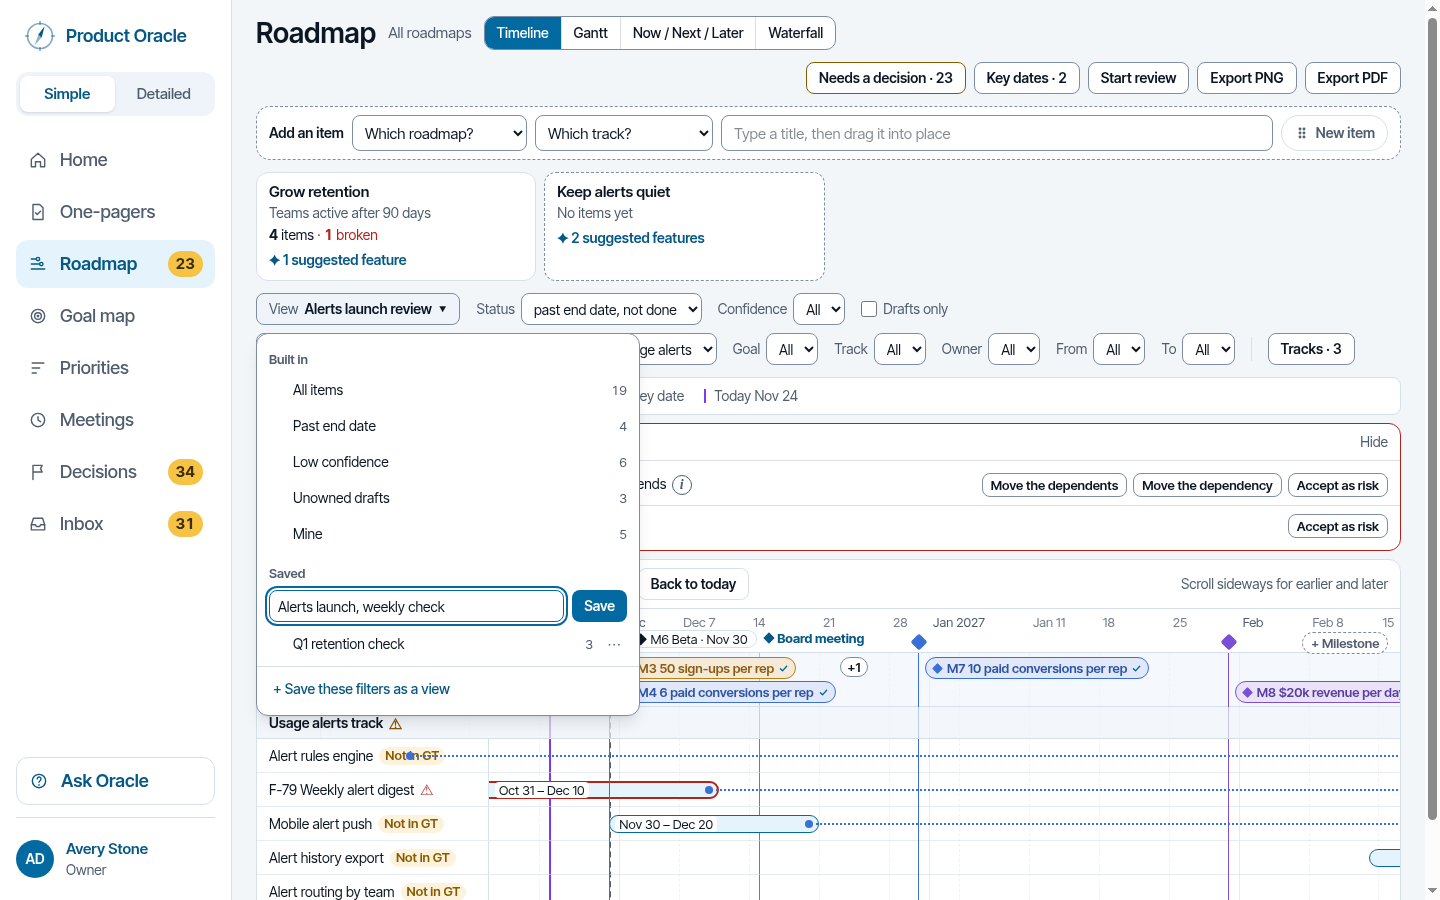 Product Oracle
Simple
Detailed
Home
One-pagers
Roadmap 23
Goal map
Priorities
Meetings
Decisions 34
Inbox 31
Ask Oracle
AD
Avery Stone
Owner
Roadmap All roadmaps Timeline Gantt Now / Next / Later Waterfall
Needs a decision · 23 Key dates · 2 Start review Export PNG Export PDF
Add an item Which roadmap? Which track? Type a title, then drag it into place New item
Grow retention
Teams active after 90 days
4 items · 1 broken
1 suggested feature
Keep alerts quiet
No items yet
2 suggested features
View Alerts launch review Status past end date, not done Confidence All Drafts only
ge alerts Goal All Track All Owner All From All To All Tracks · 3
Built in
All items 19
Past end date 4
Low confidence 6
Unowned drafts 3
Mine 5
Saved
Alerts launch, weekly check Save
Q1 retention check 3 ···
+ Save these filters as a view
ey date Today Nov 24
Hide
ends i Move the dependents Move the dependency Accept as risk
Accept as risk
Back to today Scroll sideways for earlier and later
c Dec 7 14 21 28 Jan 2027 Jan 11 18 25 Feb Feb 8 15
M6 Beta · Nov 30 Board meeting + Milestone
M3 50 sign-ups per rep ✓ +1 M7 10 paid conversions per rep ✓
M4 6 paid conversions per rep ✓ M8 $20k revenue per da
Usage alerts track
Alert rules engine Not in GT
F-79 Weekly alert digest Oct 31 – Dec 10
Mobile alert push Not in GT Nov 30 – Dec 20
Alert history export Not in GT
Alert routing by team Not in GT